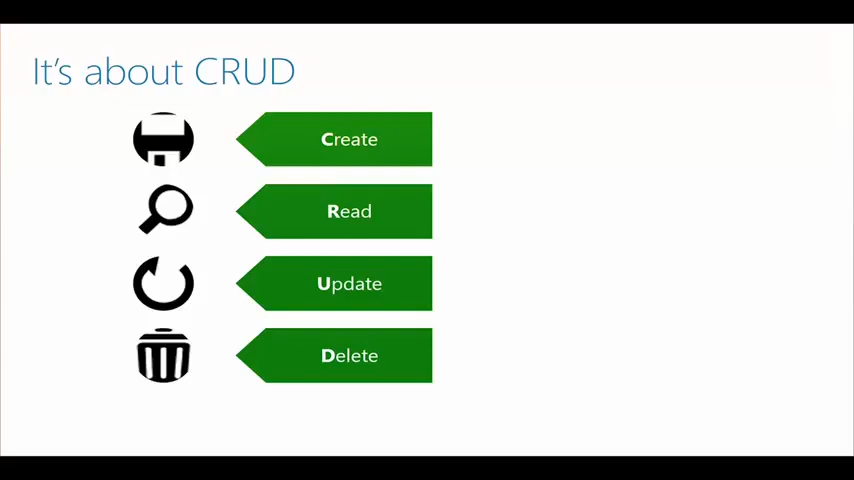 It's about CRUD
Create
Read
Update
Delete